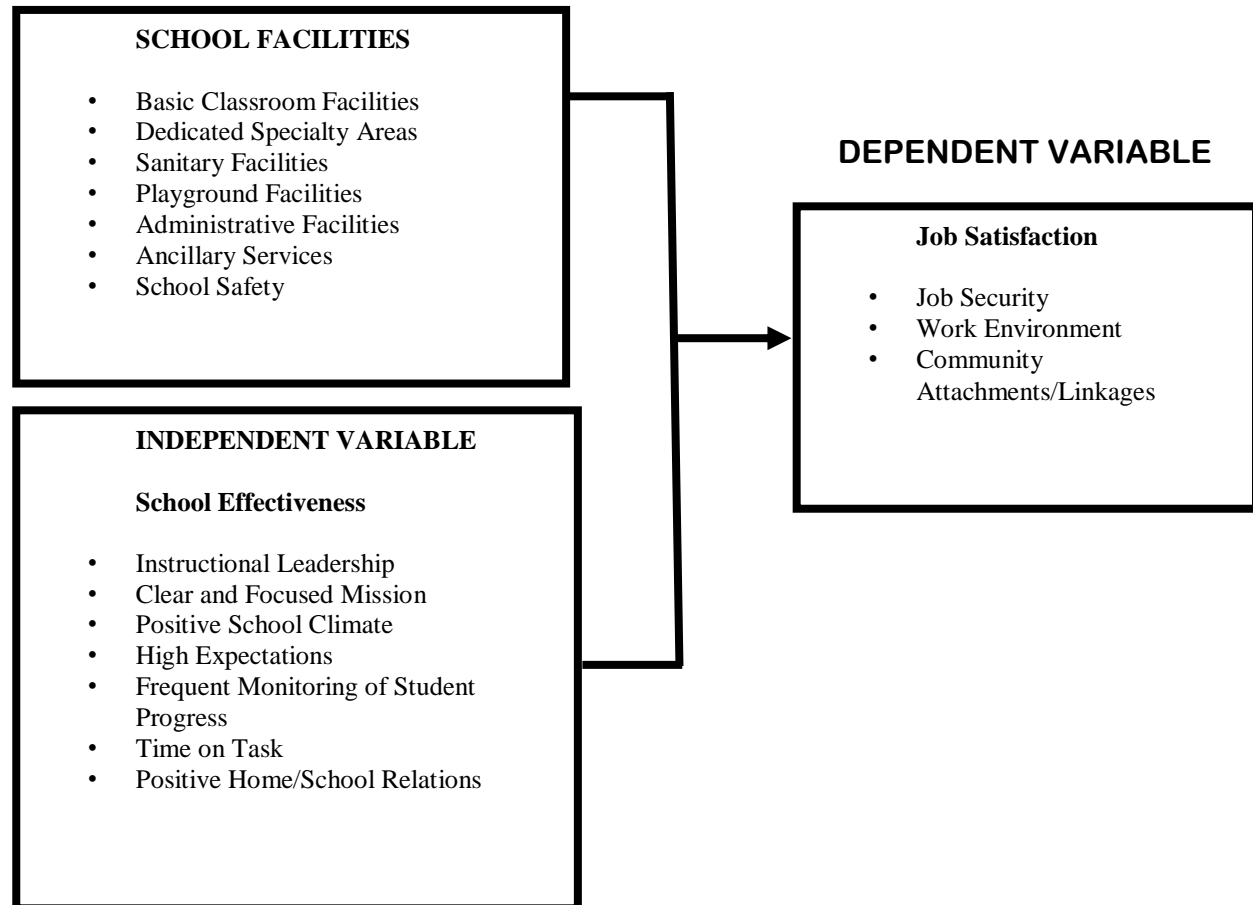 SCHOOL FACILITIES
• Basic Classroom Facilities
• Dedicated Specialty Areas
• Sanitary Facilities
• Playground Facilities
• Administrative Facilities
• Ancillary Services
• School Safety
INDEPENDENT VARIABLE
School Effectiveness
• Instructional Leadership
• Clear and Focused Mission
• Positive School Climate
• High Expectations
• Frequent Monitoring of Student
Progress
• Time on Task
• Positive Home/School Relations
DEPENDENT VARIABLE
Job Satisfaction
• Job Security
• Work Environment
• Community
Attachments/Linkages